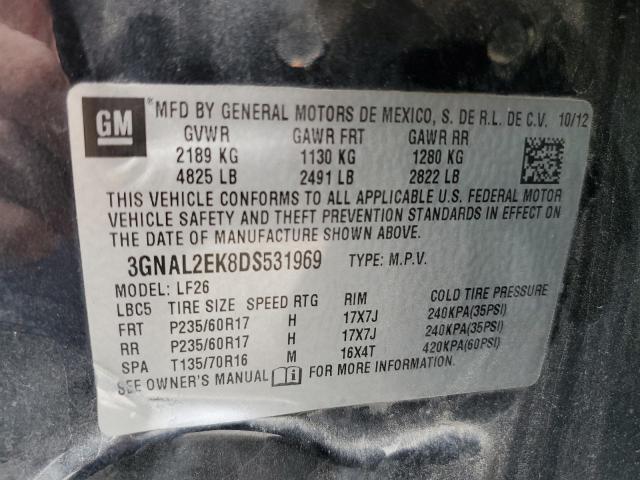 GM ® MFD BY GENERAL MOTORS DE MEXICO, S. DE R.L. DE C.V. 10/12
GVWR GAWR FRT GAWR RR
2189 KG 1130 KG 1280 KG
4825 LB 2491 LB 2822 LB
THIS VEHICLE CONFORMS TO ALL APPLICABLE U.S. FEDERAL MOTOR
VEHICLE SAFETY AND THEFT PREVENTION STANDARDS IN EFFECT ON
THE DATE OF MANUFACTURE SHOWN ABOVE.
3GNAL2EK8DS531969 TYPE: M.P.V.
MODEL: LF26
LBC5 TIRE SIZE SPEED RTG RIM COLD TIRE PRESSURE
FRT P235/60R17 H 17X7J 240KPA(35PSI)
RR P235/60R17 H 17X7J 240KPA(35PSI)
SPA T135/70R16 M 16X4T 420KPA(60PSI)
SEE OWNER'S MANUAL FOR MORE INFORMATION.